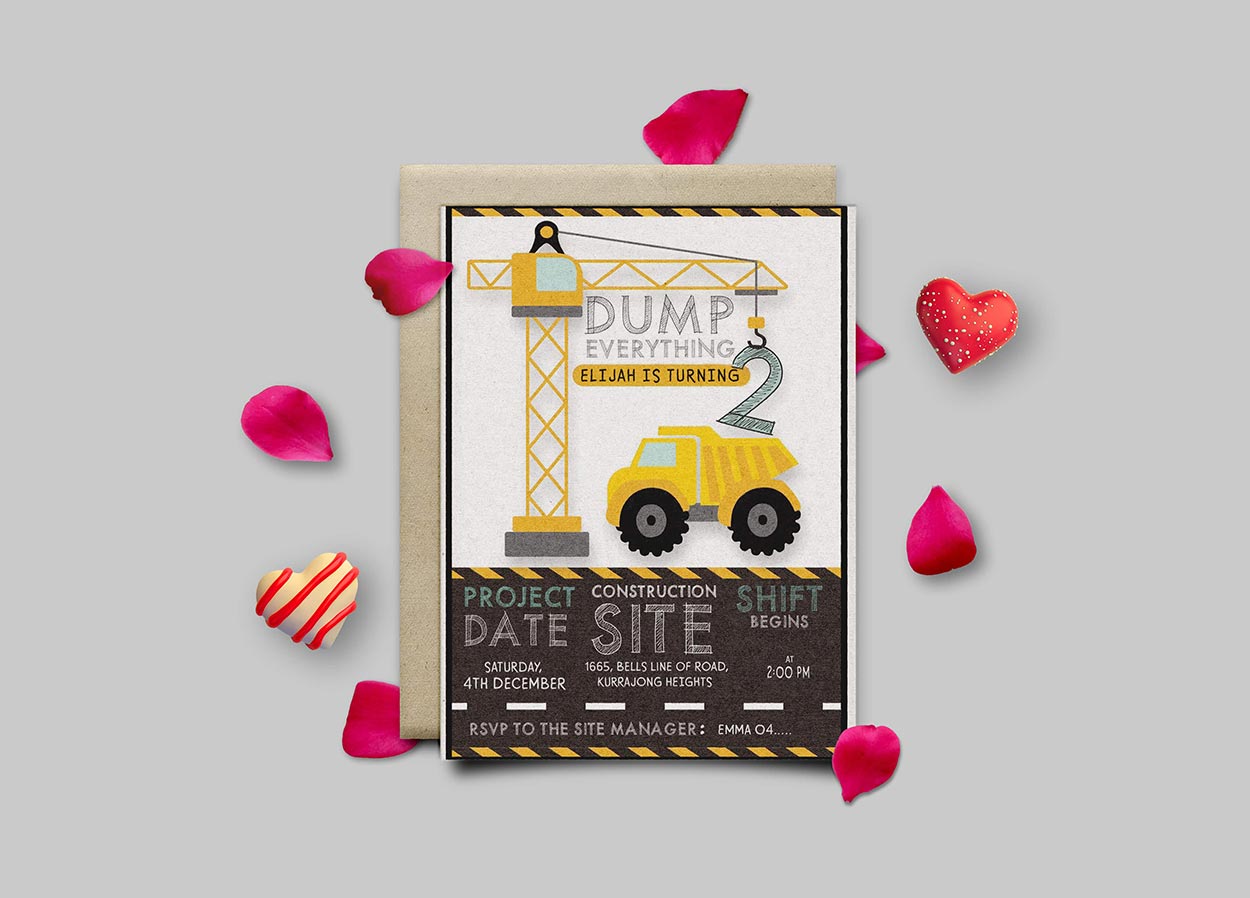 DUMP
EVERYTHING
ELIJAH IS TURNING
2
PROJECT
DATE
SATURDAY,
4TH DECEMBER
CONSTRUCTION
SITE
1665, BELLS LINE OF ROAD,
KURRAJONG HEIGHTS
SHIFT
BEGINS
AT
2:00 PM
RSVP TO THE SITE MANAGER: EMMA 04.....